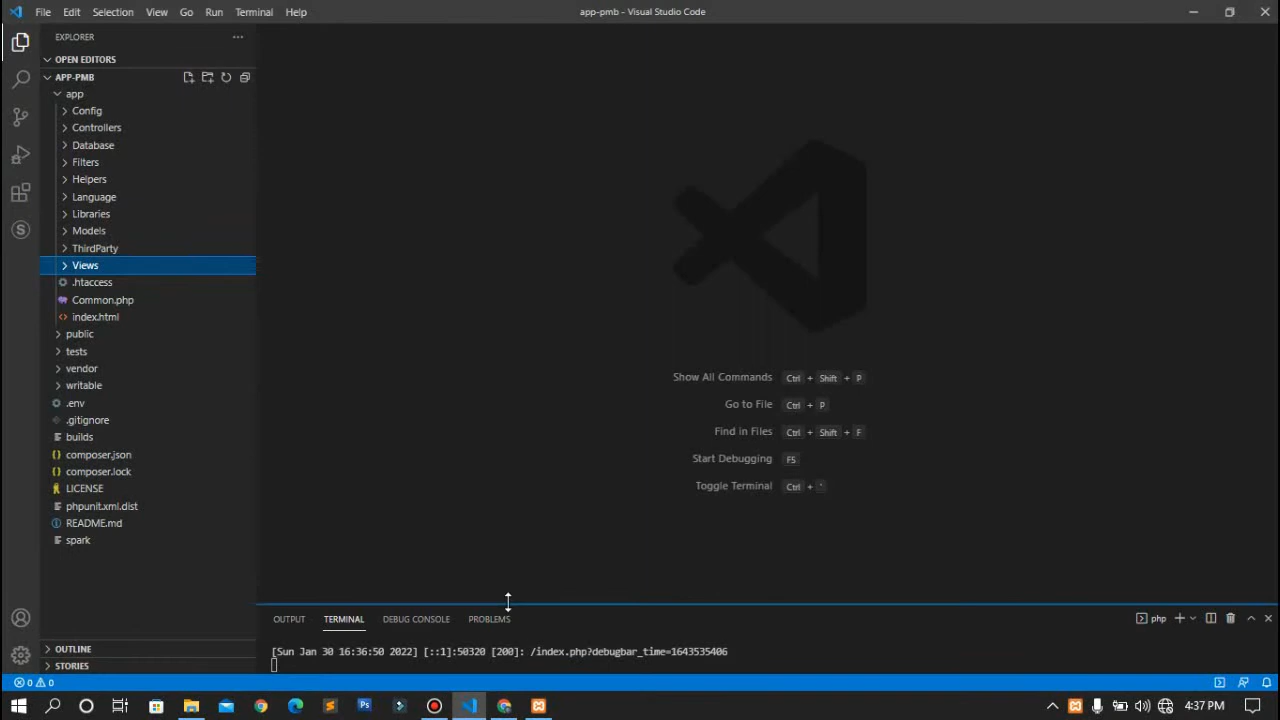 File Edit Selection View Go Run Terminal Help
app-pmb - Visual Studio Code
EXPLORER
OPEN EDITORS
APP-PMB
app
Config
Controllers
Database
Filters
Helpers
Language
Libraries
Models
ThirdParty
Views
.htaccess
Common.php
index.html
public
tests
vendor
writable
.env
.gitignore
builds
composer.json
composer.lock
LICENSE
phpunit.xml.dist
README.md
spark
OUTLINE
STORIES
Show All Commands Ctrl + Shift + P
Go to File Ctrl + P
Find in Files Ctrl + Shift + F
Start Debugging F5
Toggle Terminal Ctrl + `
OUTPUT TERMINAL DEBUG CONSOLE PROBLEMS
php
[Sun Jan 30 16:36:50 2022] [::1]:50320 [200]: /index.php?debugbar_time=1643535406
0 0
4:37 PM